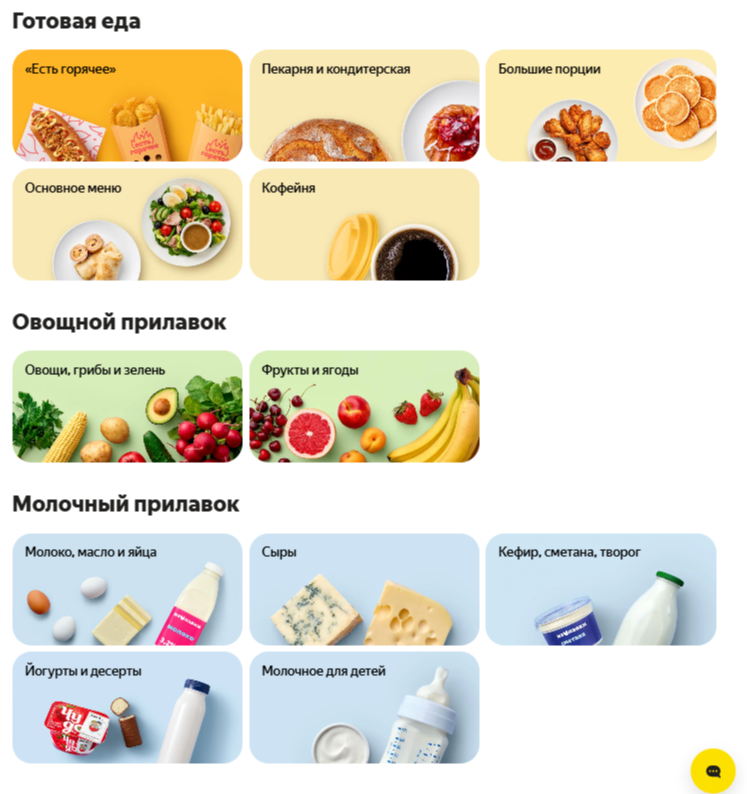 Готовая еда
«Есть горячее»
Пекарня и кондитерская
Большие порции
Основное меню
Кофейня
Овощной прилавок
Овощи, грибы и зелень
Фрукты и ягоды
Молочный прилавок
Молоко, масло и яйца
Сыры
Кефир, сметана, творог
Йогурты и десерты
Молочное для детей